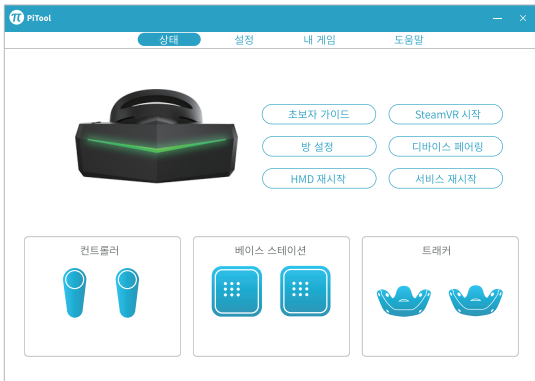 PiTool
상태 설정 내 게임 도움말
초보자 가이드 SteamVR 시작
방 설정 디바이스 페어링
HMD 재시작 서비스 재시작
컨트롤러 베이스 스테이션 트래커